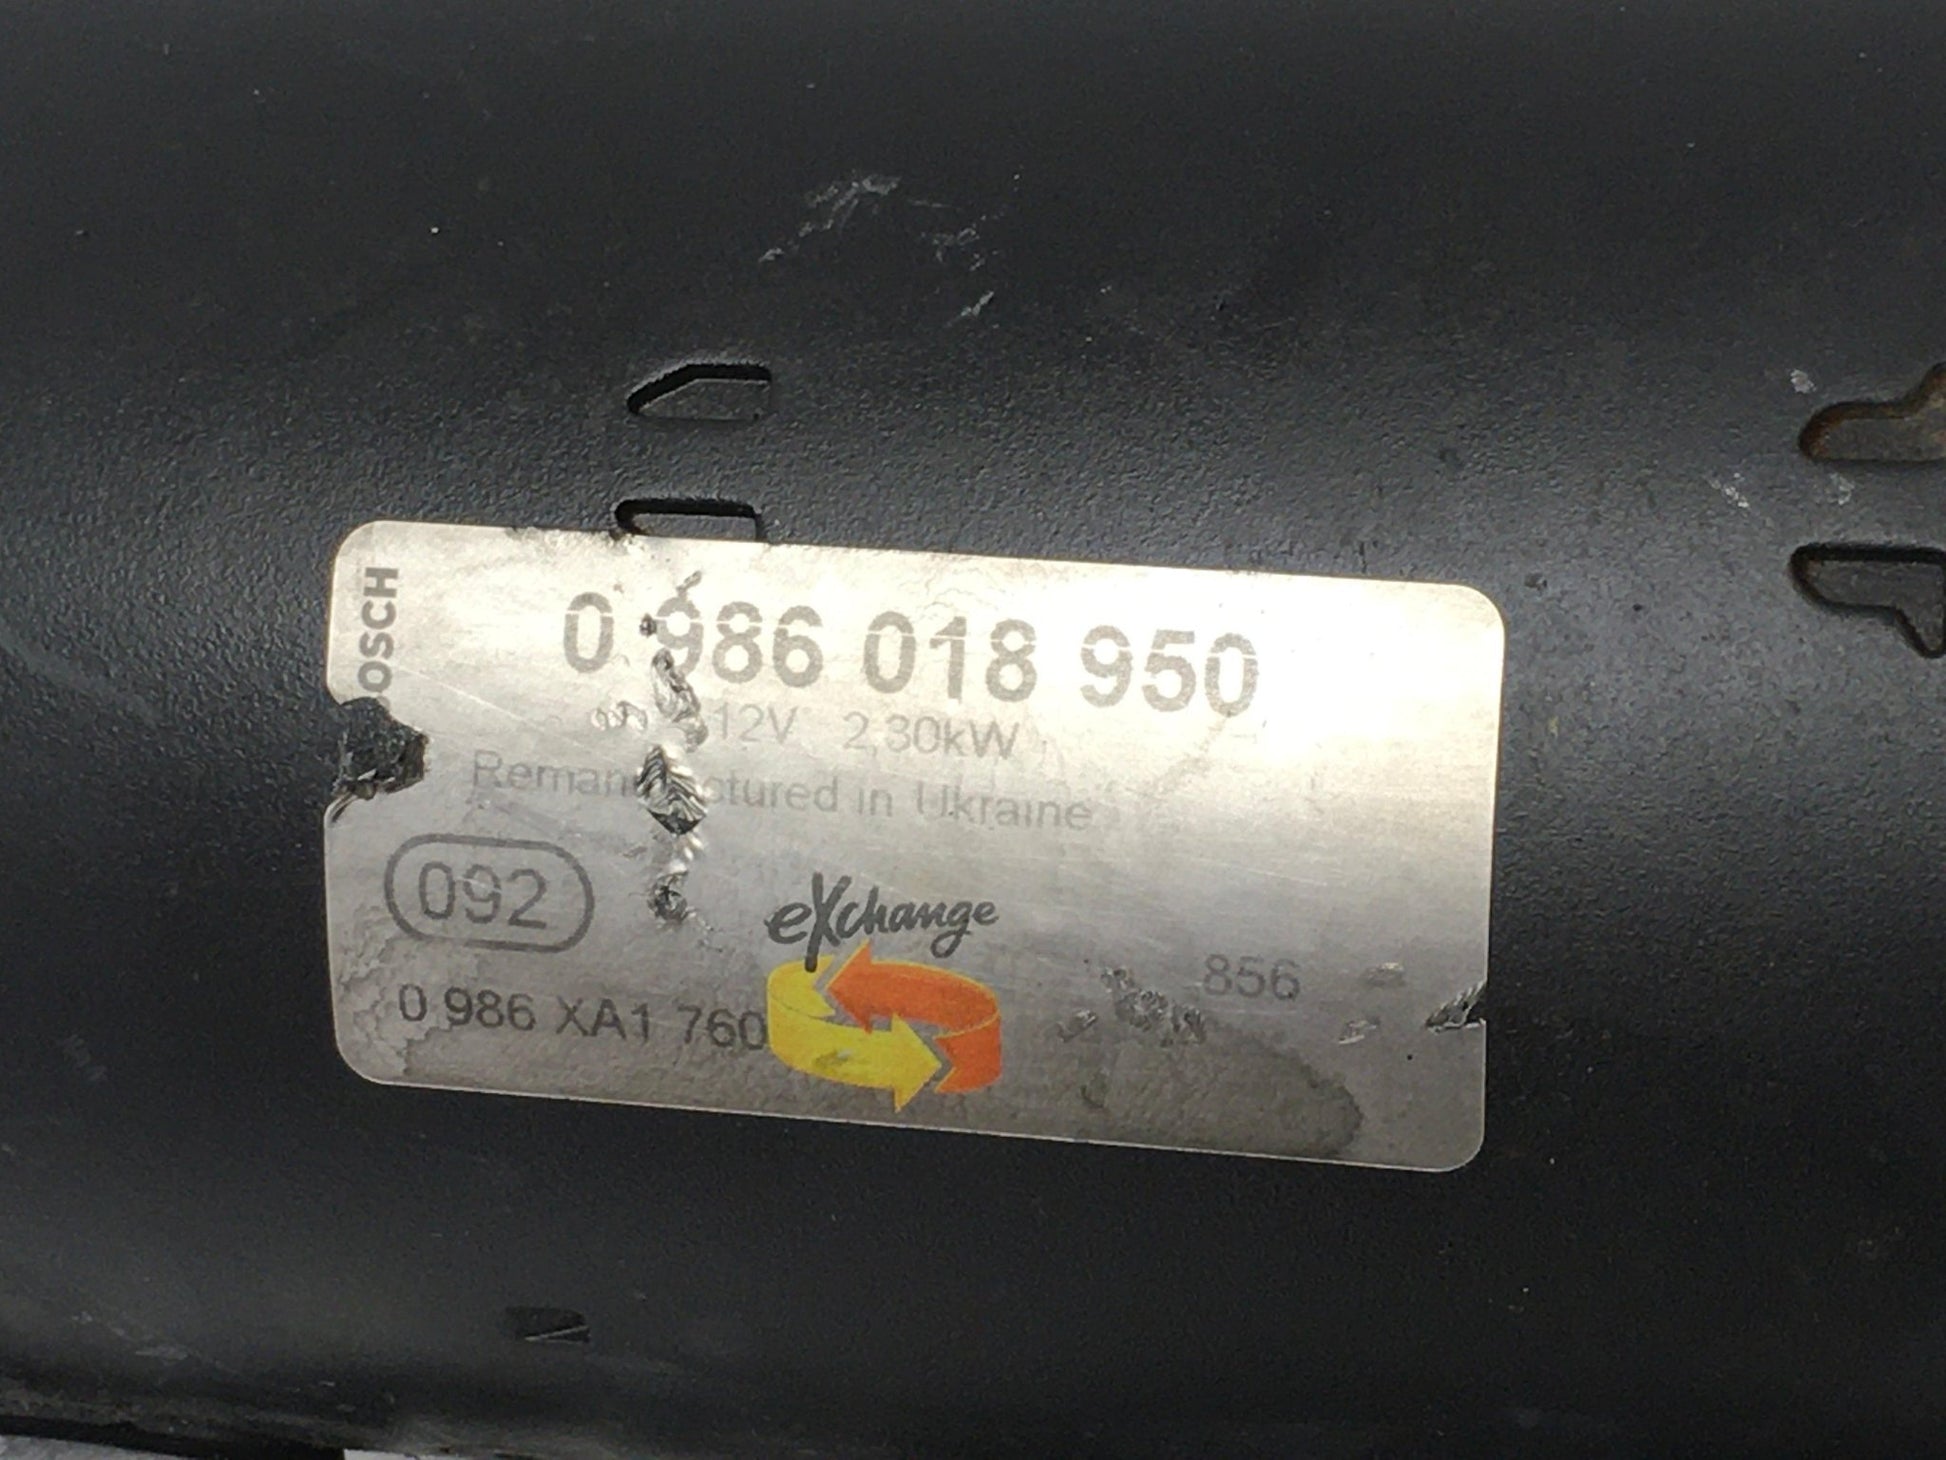 BOSCH
0 986 018 950
12V 2,30kW
Remanufactured in Ukraine
092
eXchange
856
0 986 XA1 760